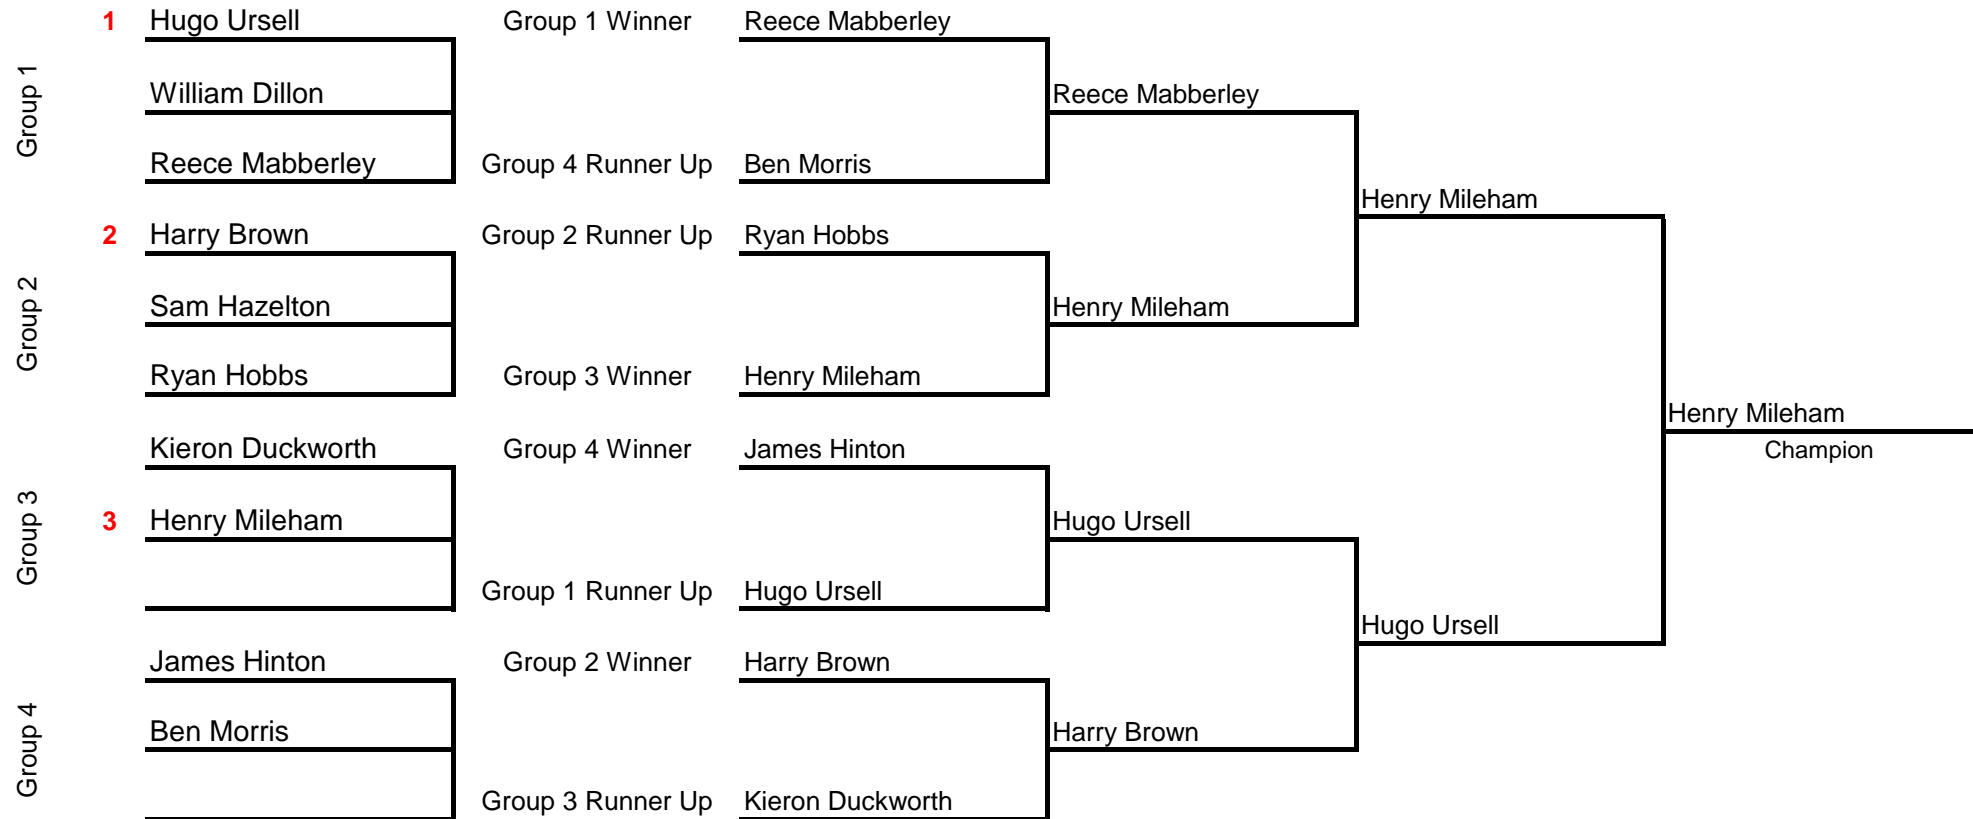 1 Hugo Ursell Group 1 Winner Reece Mabberley
Group 1
William Dillon Reece Mabberley
Reece Mabberley Group 4 Runner Up Ben Morris
Henry Mileham
2 Harry Brown Group 2 Runner Up Ryan Hobbs
Group 2
Sam Hazelton Henry Mileham
Ryan Hobbs Group 3 Winner Henry Mileham
Henry Mileham
Kieron Duckworth Group 4 Winner James Hinton
Champion
Group 3
3 Henry Mileham Hugo Ursell
Group 1 Runner Up Hugo Ursell
Hugo Ursell
James Hinton Group 2 Winner Harry Brown
Group 4
Ben Morris Harry Brown
Group 3 Runner Up Kieron Duckworth